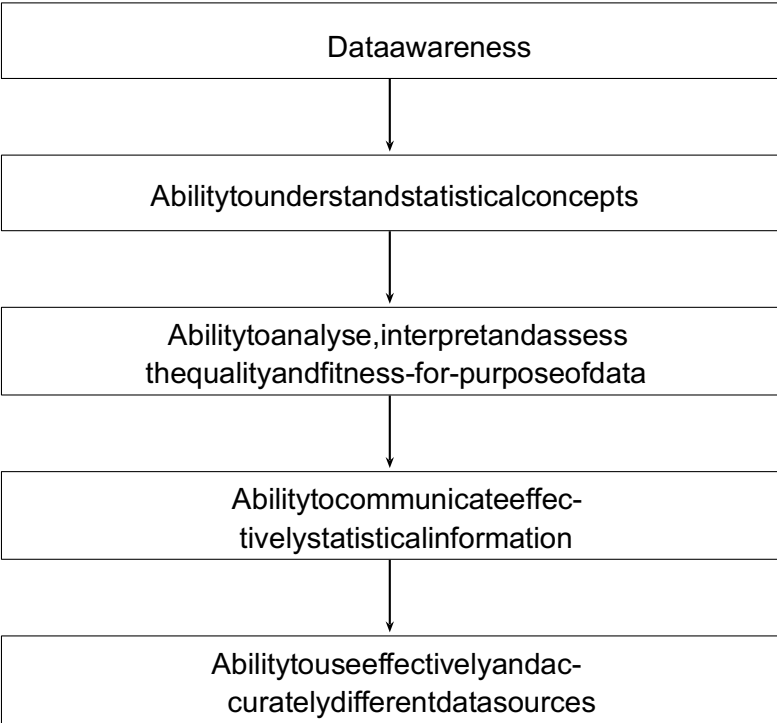 Dataawareness
Abilitytounderstandstatisticalconcepts
Abilitytoanalyse,interpretandassess
thequalityandfitness-for-purposeofdata
Abilitytocommunicateeffec-
tivelystatisticalinformation
Abilitytouseeffectivelyandac-
curatelydifferentdatasources